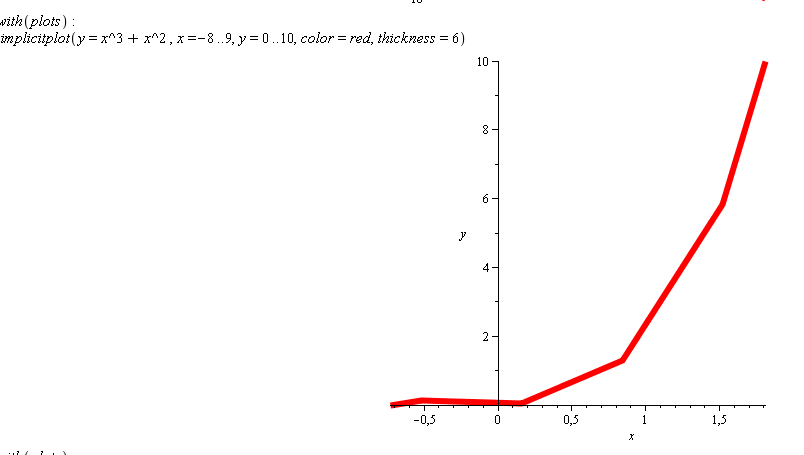 with(plots) :
implicitplot(y = x^3 + x^2 , x =−8 ..9, y = 0 ..10, color = red, thickness = 6)
10
8
6
y
4
2
−0,5 0 0,5 1 1,5
x